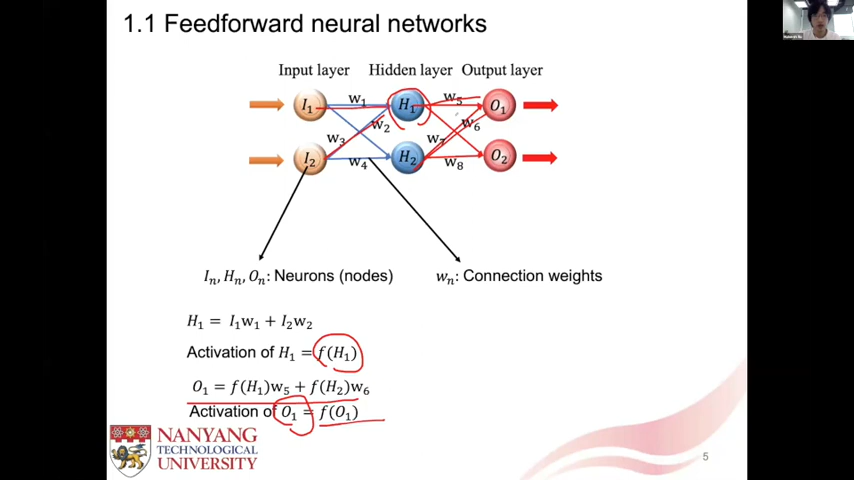 1.1 Feedforward neural networks
Input layer Hidden layer Output layer
I₁ w₁ H₁ w₅ O₁
w₂ w₆
w₃ w₇
I₂ w₄ H₂ w₈ O₂
Iₙ, Hₙ, Oₙ: Neurons (nodes) wₙ: Connection weights
H₁ = I₁w₁ + I₂w₂
Activation of H₁ = f(H₁)
O₁ = f(H₁)w₅ + f(H₂)w₆
Activation of O₁ = f(O₁)
NANYANG
TECHNOLOGICAL
UNIVERSITY
5